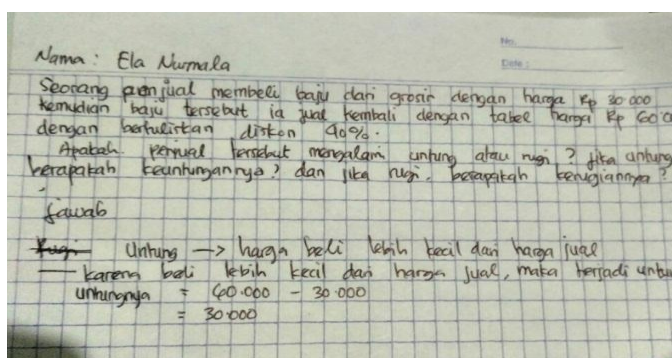 No.
Date :
Nama : Ela Nurmala
Seorang penjual membeli baju dari grosir dengan harga Rp 30.000
kemudian baju tersebut ia jual kembali dengan tabel harga Rp 60.0
dengan bertuliskan diskon 40%.
Apakah penjual tersebut mengalami untung atau rugi ? jika untung
berapakah keuntungannya ? dan jika rugi, berapakah kerugiannya ?
Jawab
Rugi Untung → harga beli lebih kecil dari harga jual
karena beli lebih kecil dari harga jual, maka terjadi untu
untungnya = 60.000 - 30.000
= 30.000